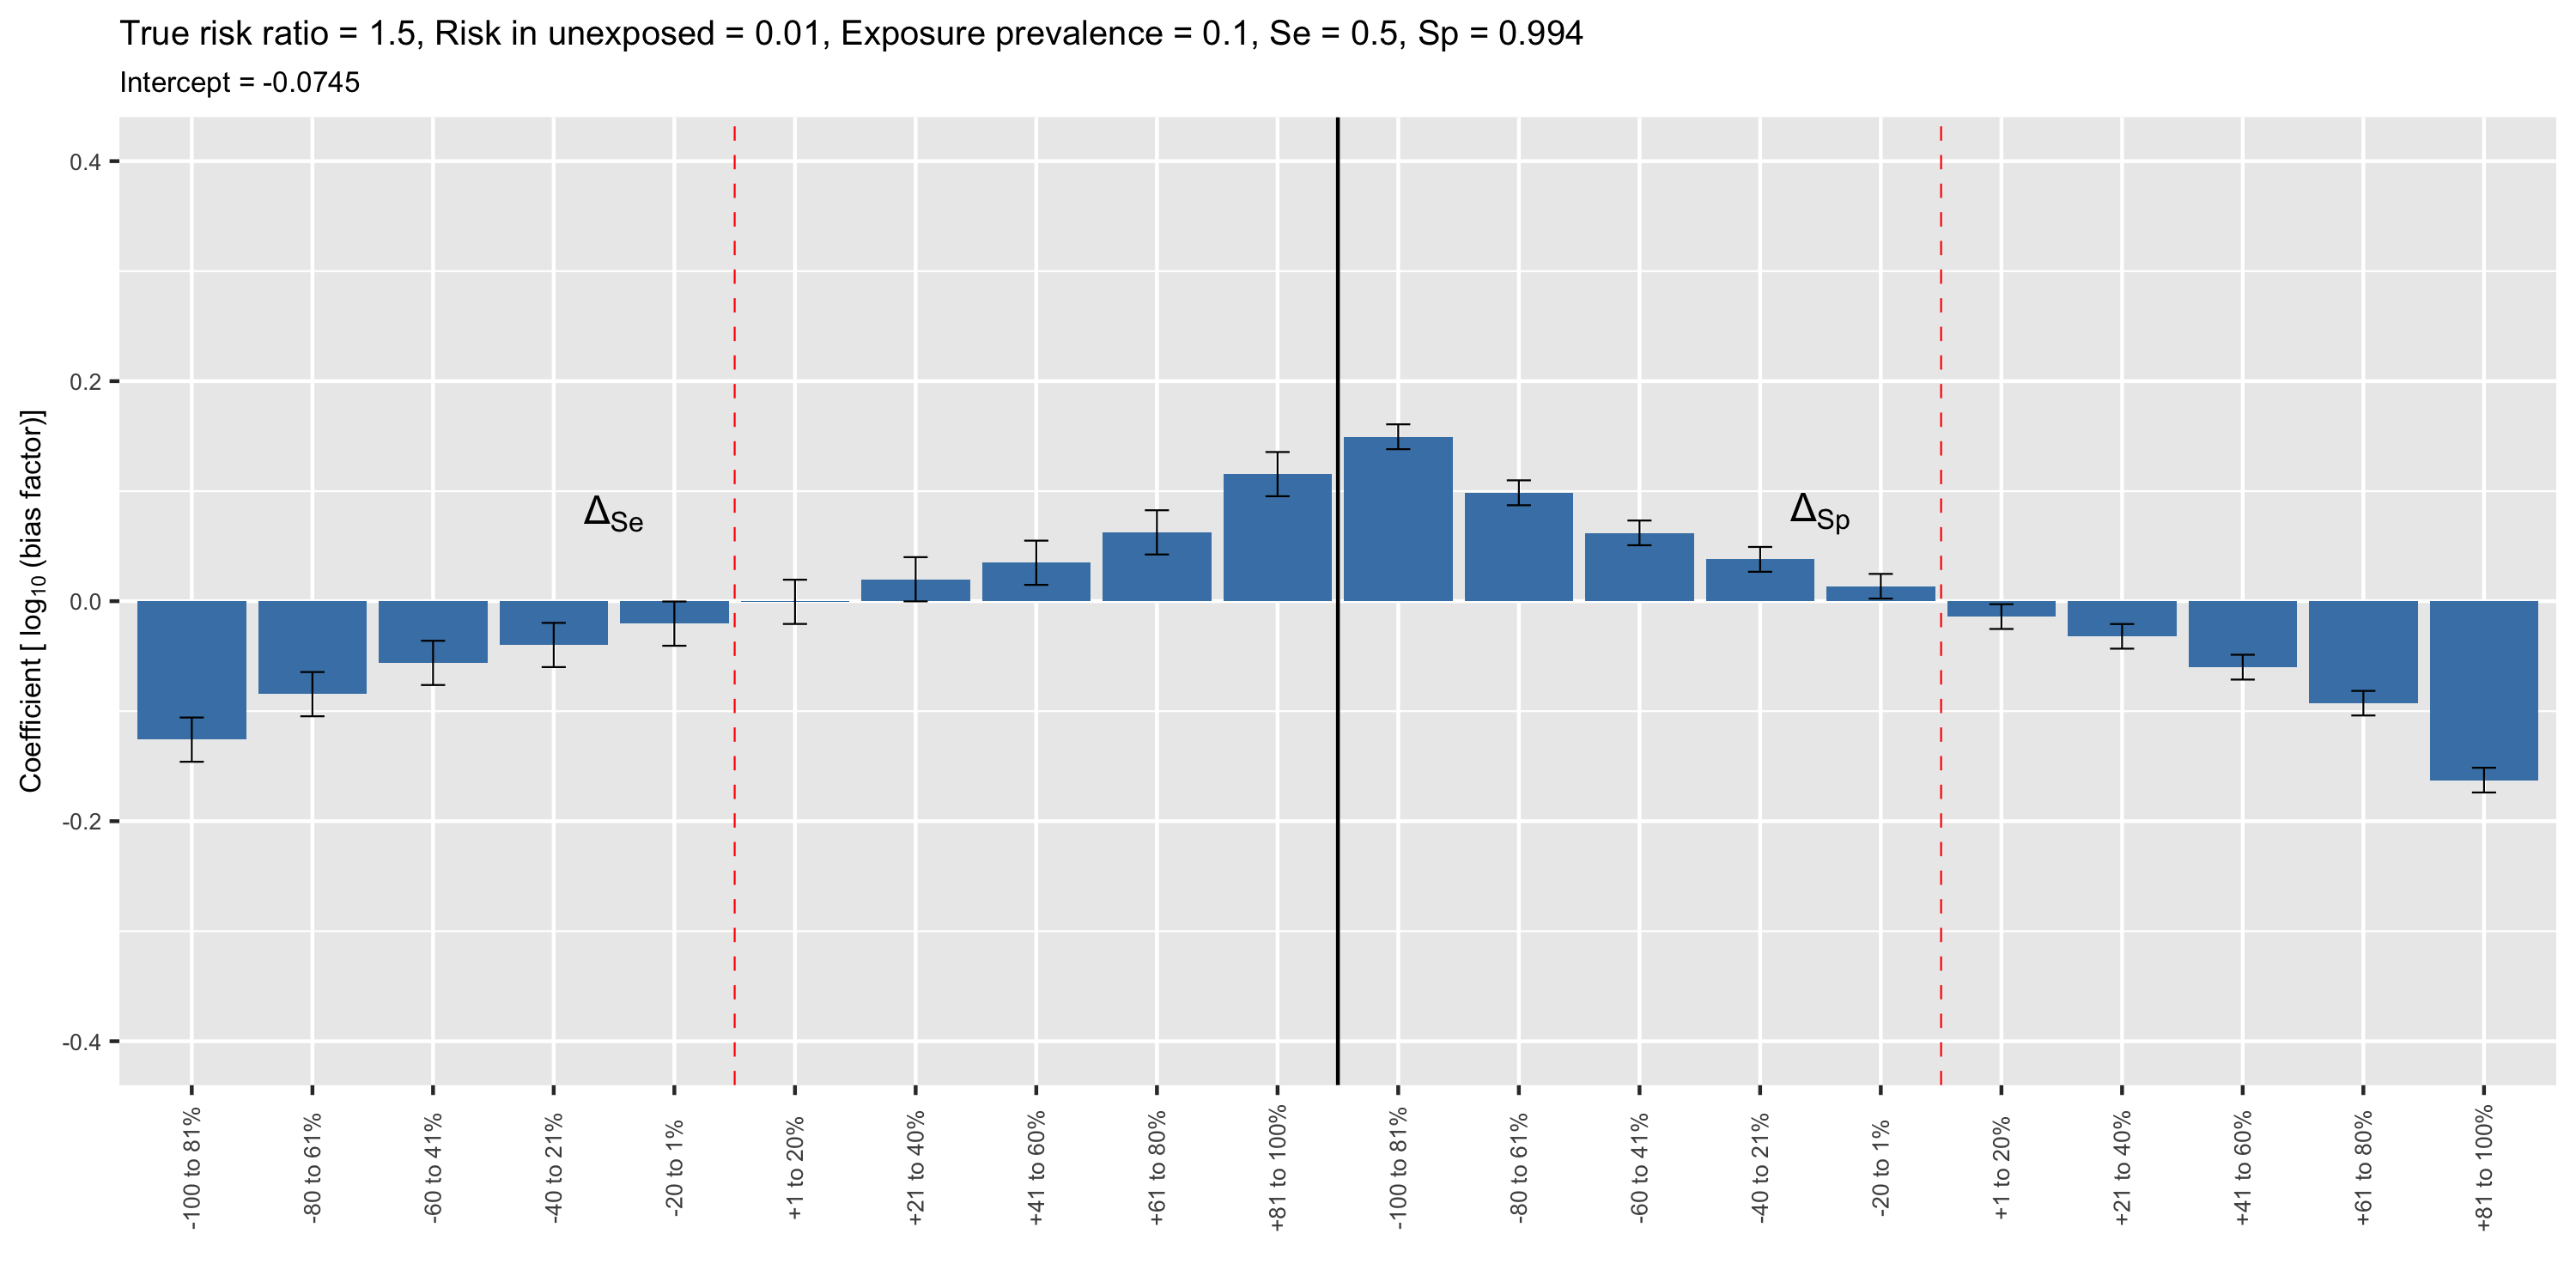 True risk ratio = 1.5, Risk in unexposed = 0.01, Exposure prevalence = 0.1, Se = 0.5, Sp = 0.994
Intercept = -0.0745
Coefficient [ log10 (bias factor)]
0.4
0.2
0.0
-0.2
-0.4
ΔSe
ΔSp
-100 to 81%
-80 to 61%
-60 to 41%
-40 to 21%
-20 to 1%
+1 to 20%
+21 to 40%
+41 to 60%
+61 to 80%
+81 to 100%
-100 to 81%
-80 to 61%
-60 to 41%
-40 to 21%
-20 to 1%
+1 to 20%
+21 to 40%
+41 to 60%
+61 to 80%
+81 to 100%